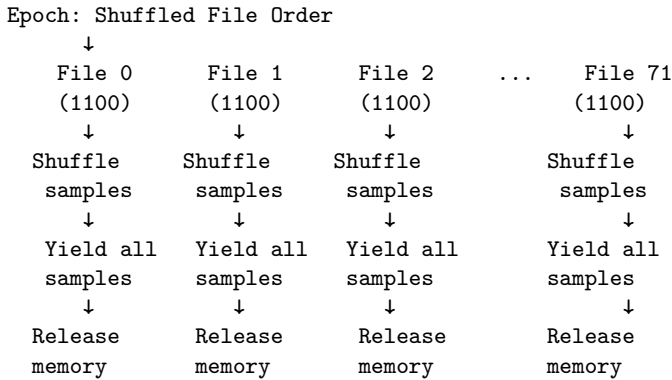 Epoch: Shuffled File Order
↓
File 0 File 1 File 2 ... File 71
(1100) (1100) (1100) (1100)
↓ ↓ ↓ ↓
Shuffle Shuffle Shuffle Shuffle
samples samples samples samples
↓ ↓ ↓ ↓
Yield all Yield all Yield all Yield all
samples samples samples samples
↓ ↓ ↓ ↓
Release Release Release Release
memory memory memory memory